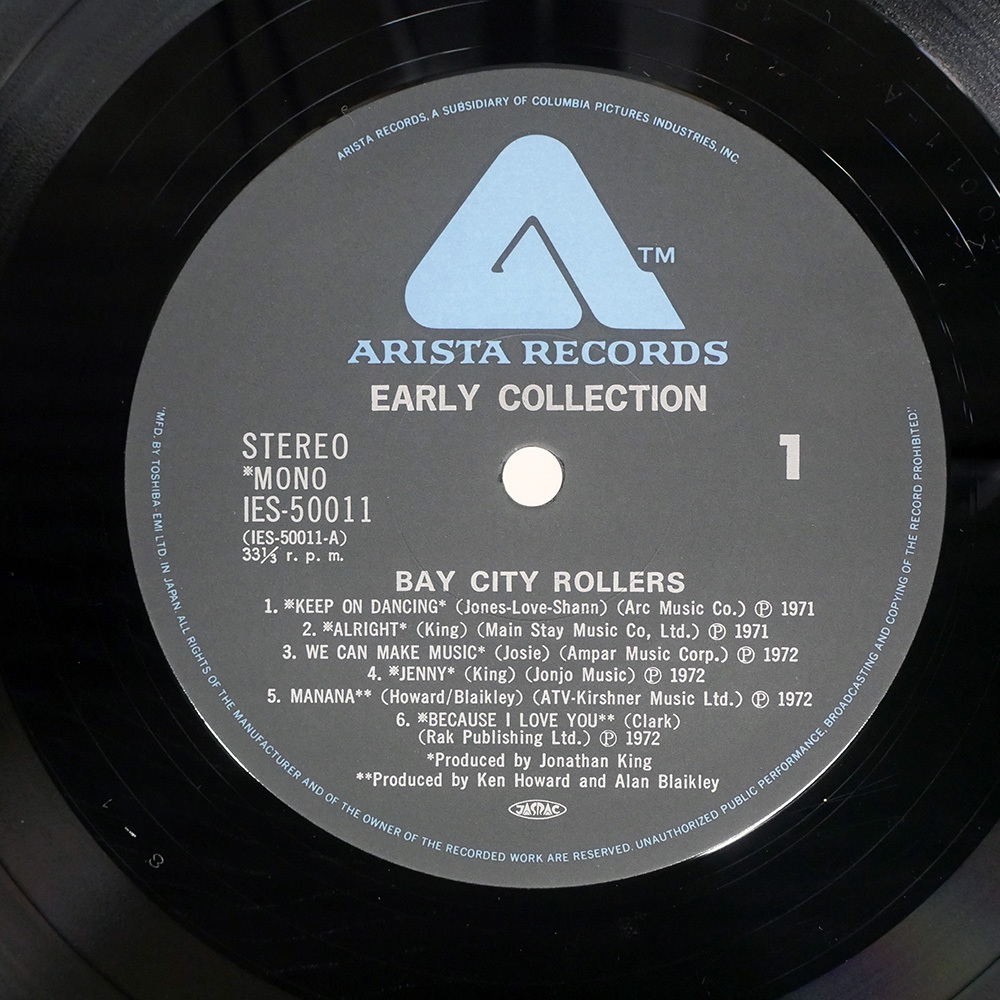 ARISTA RECORDS, A SUBSIDIARY OF COLUMBIA PICTURES INDUSTRIES, INC.
TM
ARISTA RECORDS
EARLY COLLECTION
STEREO
※MONO
IES-50011
(IES-50011-A)
33⅓ r. p. m.
1
BAY CITY ROLLERS
1. ※KEEP ON DANCING* (Jones-Love-Shann) (Arc Music Co.) Ⓟ 1971
2. ※ALRIGHT* (King) (Main Stay Music Co, Ltd.) Ⓟ 1971
3. WE CAN MAKE MUSIC* (Josie) (Ampar Music Corp.) Ⓟ 1972
4. ※JENNY* (King) (Jonjo Music) Ⓟ 1972
5. MANANA** (Howard/Blaikley) (ATV-Kirshner Music Ltd.) Ⓟ 1972
6. ※BECAUSE I LOVE YOU** (Clark)
(Rak Publishing Ltd.) Ⓟ 1972
*Produced by Jonathan King
**Produced by Ken Howard and Alan Blaikley
JASRAC
"MFD. BY TOSHIBA-EMI LTD. IN JAPAN. ALL RIGHTS OF THE MANUFACTURER AND OF THE OWNER OF THE RECORDED WORK ARE RESERVED. UNAUTHORIZED PUBLIC PERFORMANCE, BROADCASTING AND COPYING OF THE RECORD PROHIBITED."